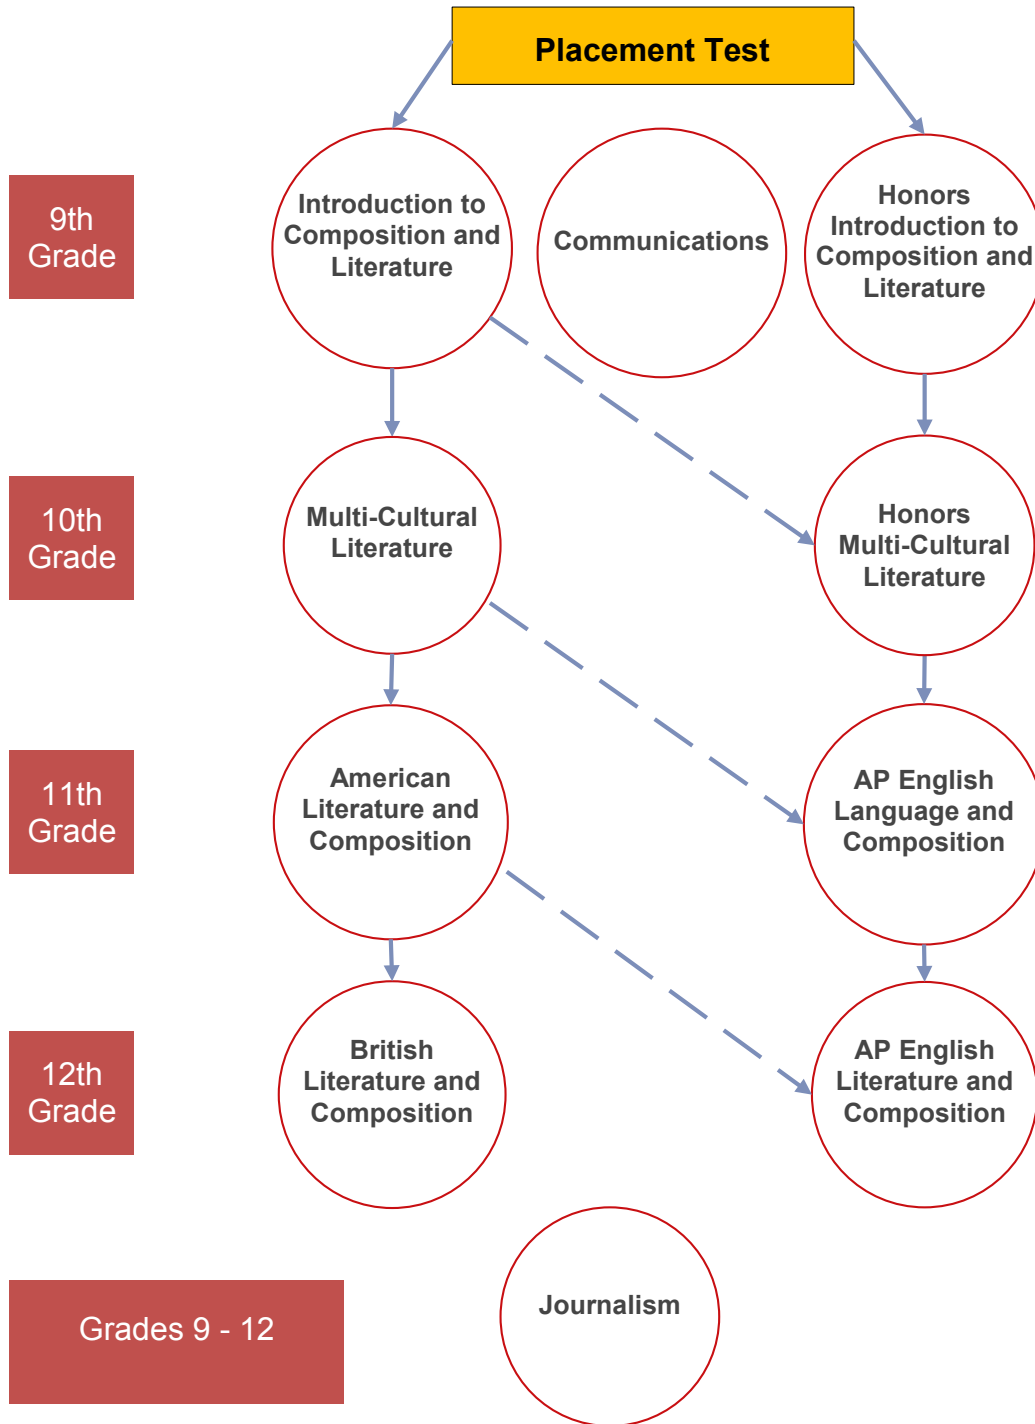 Placement Test
9th
Grade
Introduction to
Composition and
Literature
Communications
Honors
Introduction to
Composition and
Literature
10th
Grade
Multi-Cultural
Literature
Honors
Multi-Cultural
Literature
11th
Grade
American
Literature and
Composition
AP English
Language and
Composition
12th
Grade
British
Literature and
Composition
AP English
Literature and
Composition
Grades 9 - 12
Journalism